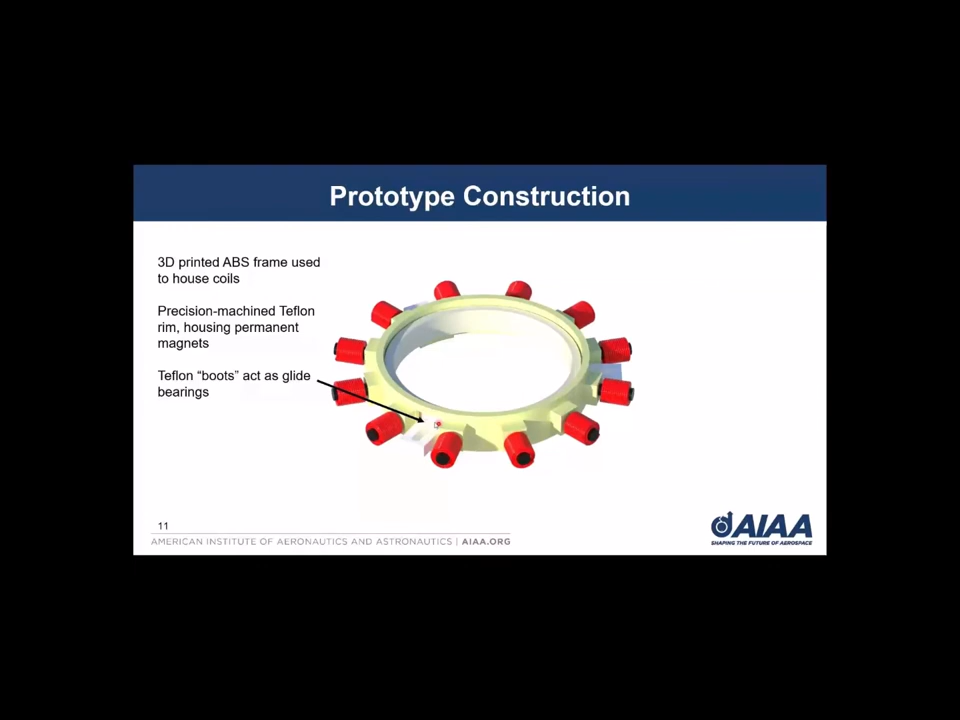 Prototype Construction
3D printed ABS frame used
to house coils
Precision-machined Teflon
rim, housing permanent
magnets
Teflon “boots” act as glide
bearings
11
AMERICAN INSTITUTE OF AERONAUTICS AND ASTRONAUTICS | AIAA.ORG
AIAA
SHAPING THE FUTURE OF AEROSPACE